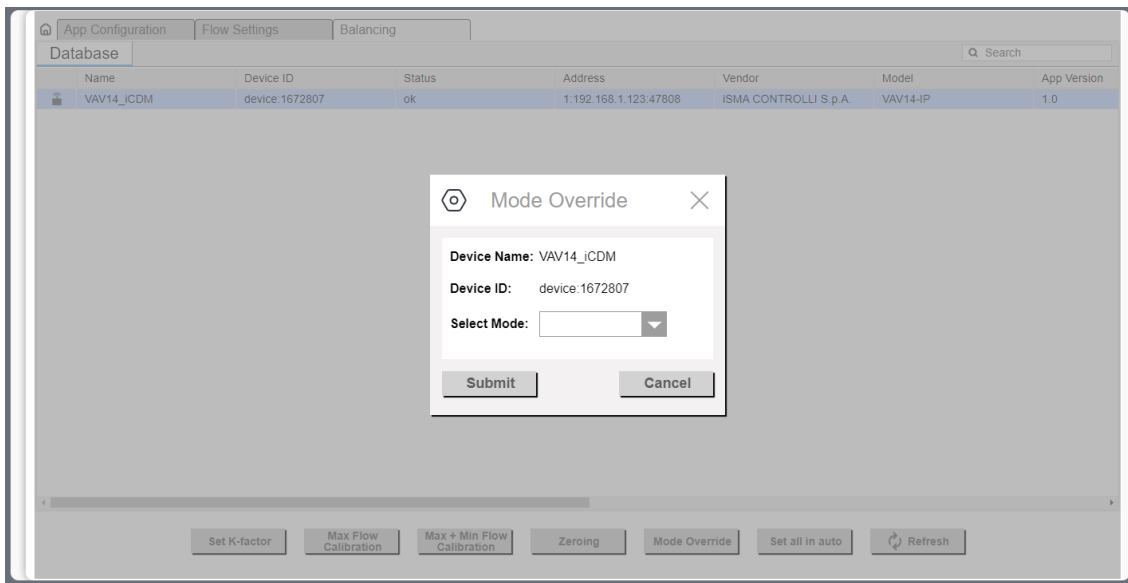 App Configuration Flow Settings Balancing
Database Search
Name Device ID Status Address Vendor Model App Version
VAV14_iCDM device:1672807 ok 1:192.168.1.123:47808 iSMA CONTROLLI S.p.A. VAV14-IP 1.0
Mode Override
Device Name: VAV14_iCDM
Device ID: device:1672807
Select Mode:
Submit Cancel
Set K-factor Max Flow Calibration Max + Min Flow Calibration Zeroing Mode Override Set all in auto Refresh